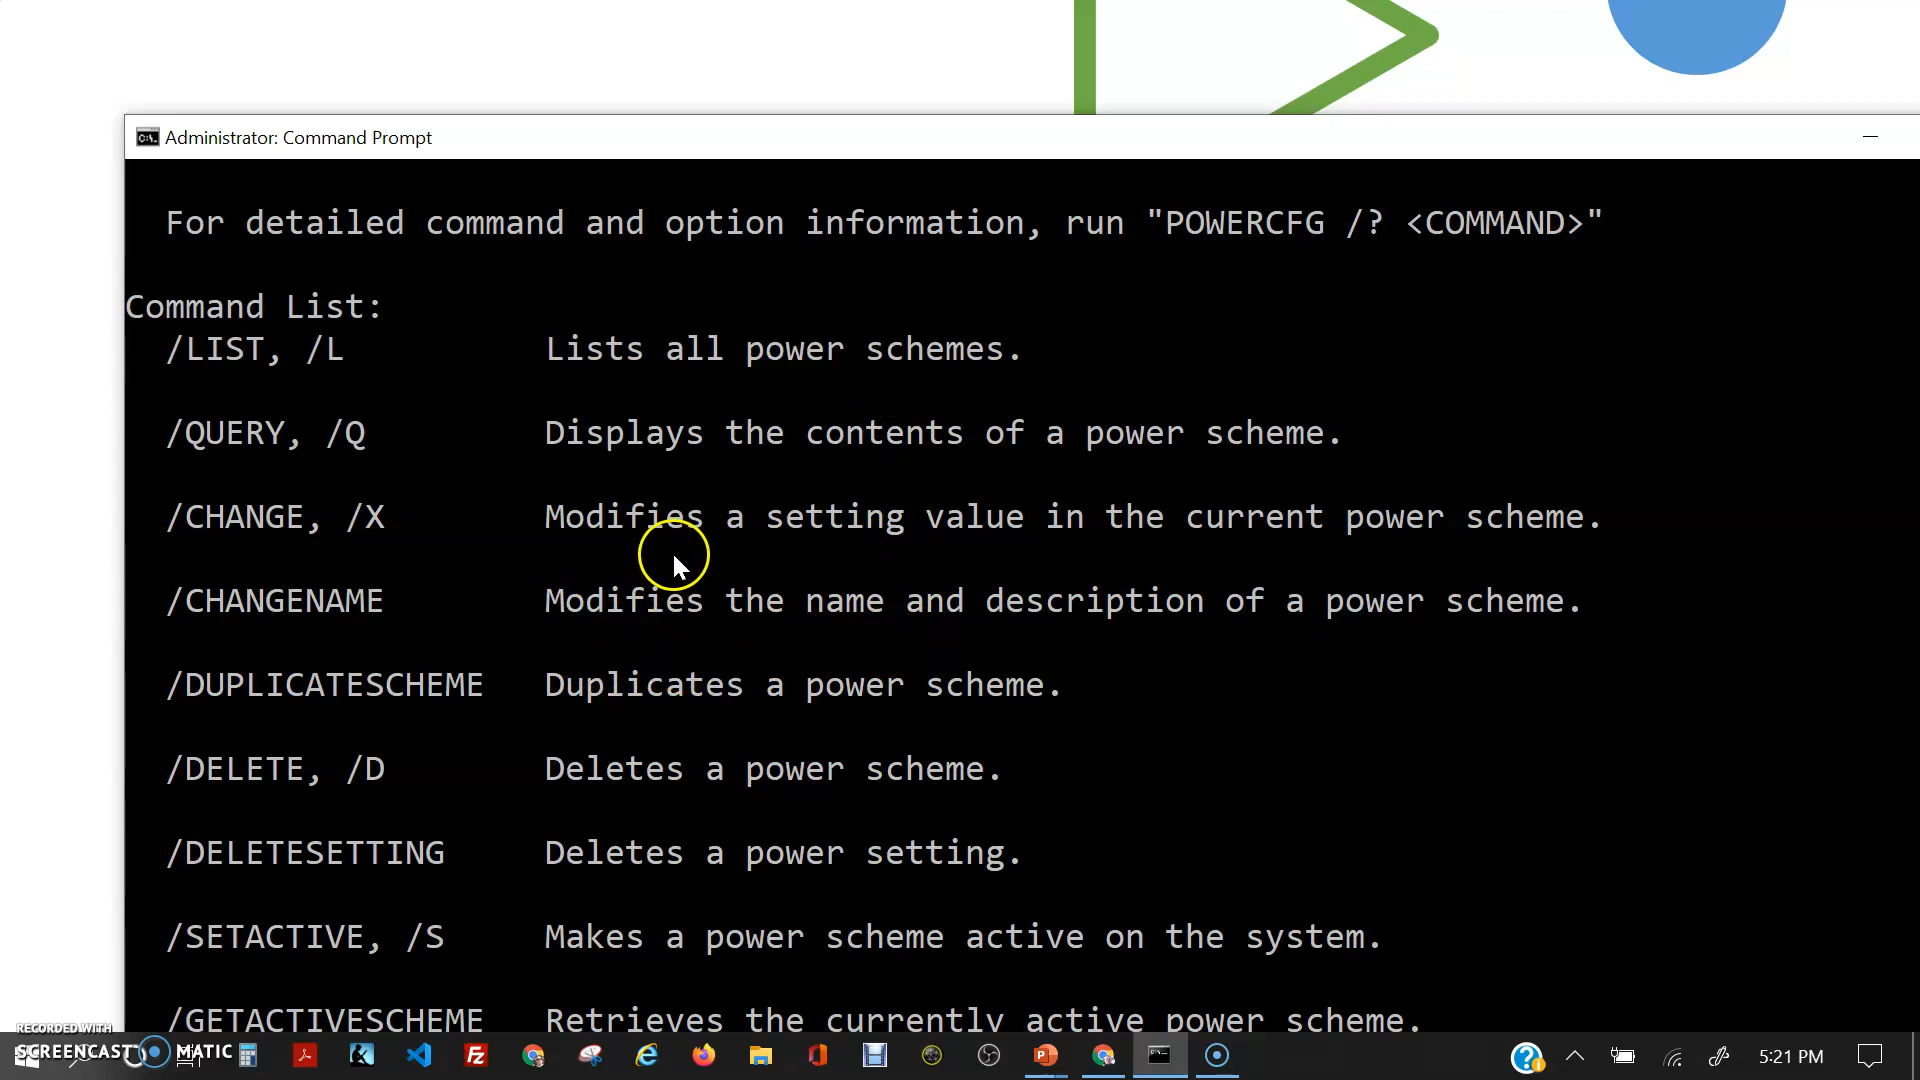 Administrator: Command Prompt
For detailed command and option information, run "POWERCFG /? <COMMAND>"
Command List:
/LIST, /L Lists all power schemes.
/QUERY, /Q Displays the contents of a power scheme.
/CHANGE, /X Modifies a setting value in the current power scheme.
/CHANGENAME Modifies the name and description of a power scheme.
/DUPLICATESCHEME Duplicates a power scheme.
/DELETE, /D Deletes a power scheme.
/DELETESETTING Deletes a power setting.
/SETACTIVE, /S Makes a power scheme active on the system.
/GETACTIVESCHEME Retrieves the currently active power scheme.
RECORDED WITH
SCREENCAST MATIC
5:21 PM